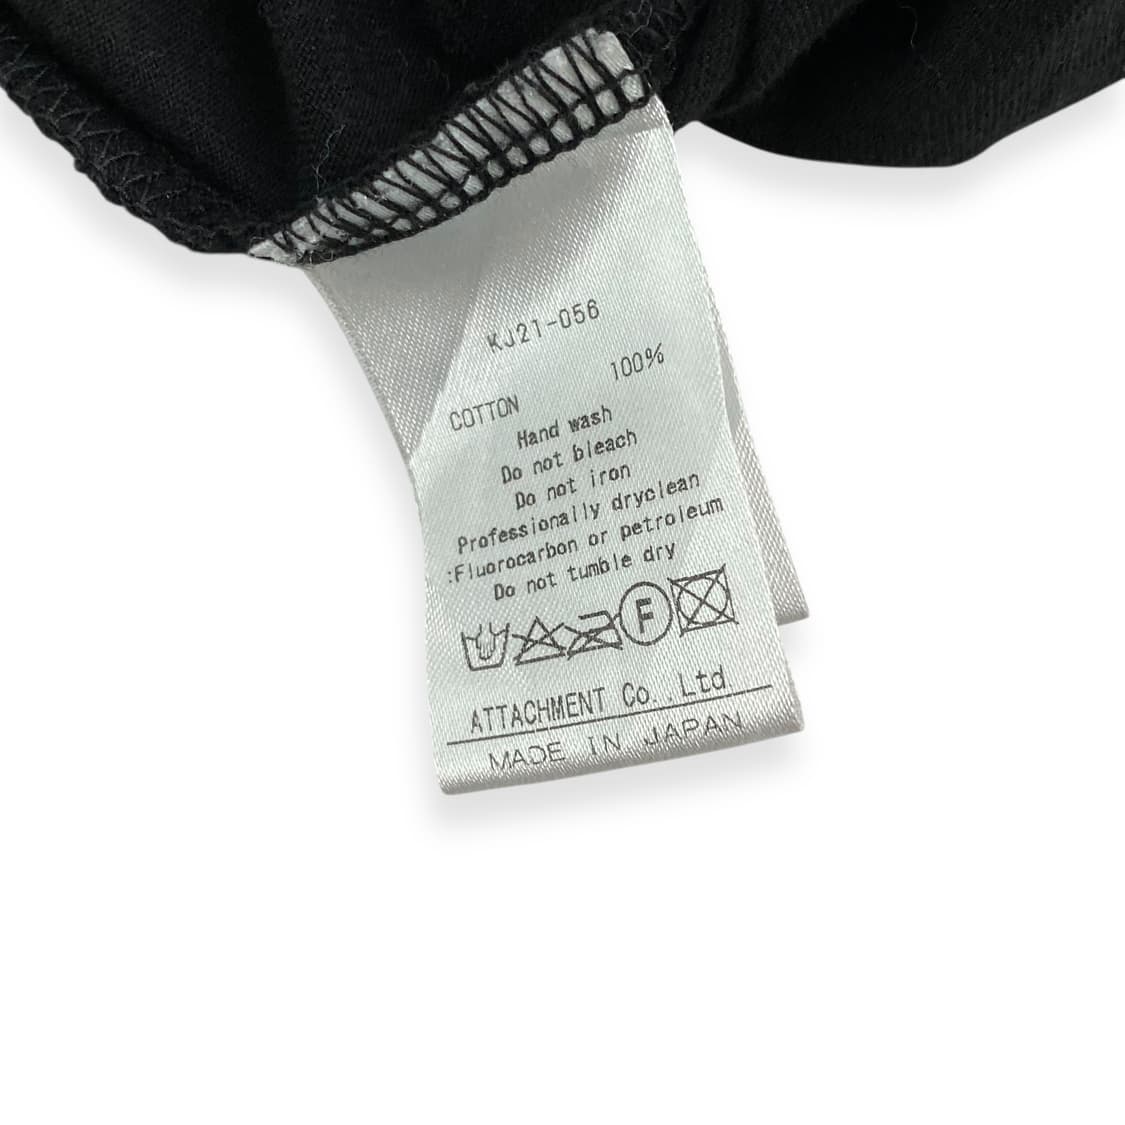 KJ21-056
100%
COTTON
Hand wash
Do not bleach
Do not iron
Professionally dryclean
:Fluorocarbon or petroleum
Do not tumble dry
F
ATTACHMENT Co.,Ltd.
MADE IN JAPAN